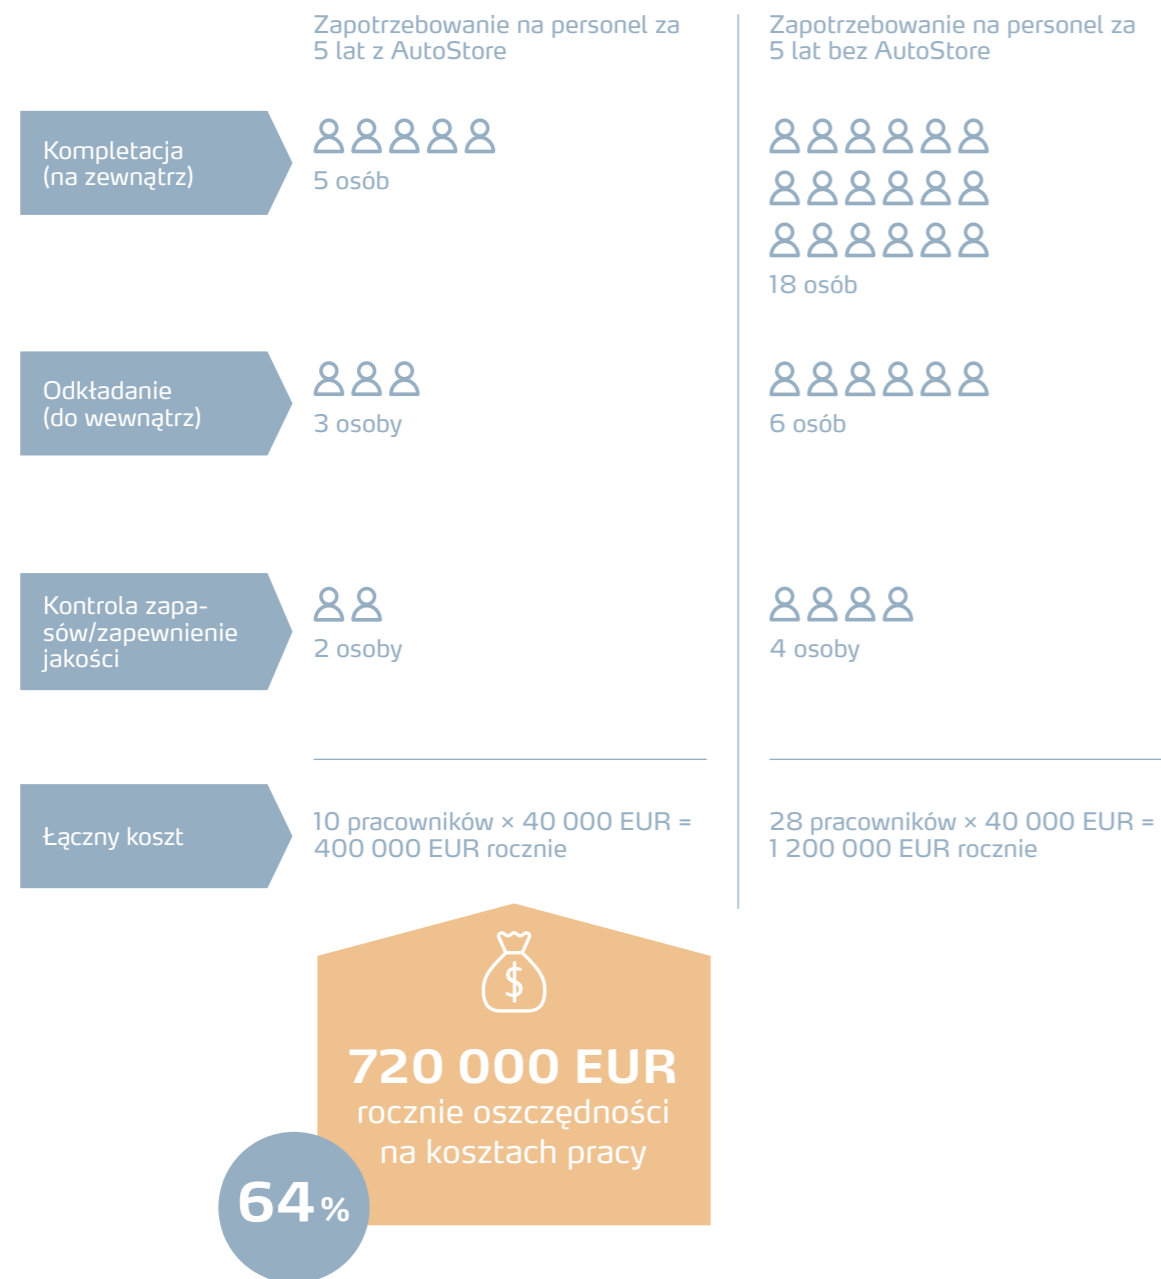 Zapotrzebowanie na personel za
5 lat z AutoStore
Zapotrzebowanie na personel za
5 lat bez AutoStore
Kompletacja
(na zewnątrz)
5 osób
18 osób
Odkładanie
(do wewnątrz)
3 osoby
6 osób
Kontrola zapa-
sów/zapewnienie
jakości
2 osoby
4 osoby
Łączny koszt
10 pracowników × 40 000 EUR =
400 000 EUR rocznie
28 pracowników × 40 000 EUR =
1 200 000 EUR rocznie
$
720 000 EUR
rocznie oszczędności
na kosztach pracy
64 %